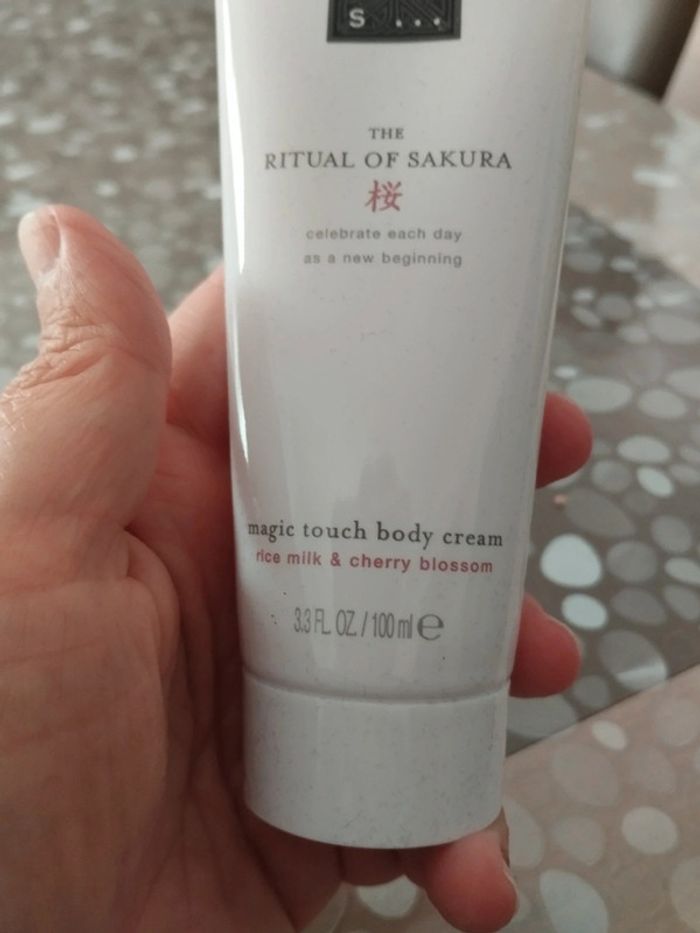 S...
THE
RITUAL OF SAKURA
桜
celebrate each day
as a new beginning
magic touch body cream
rice milk & cherry blossom
3.3 FL. OZ. / 100 ml ℮